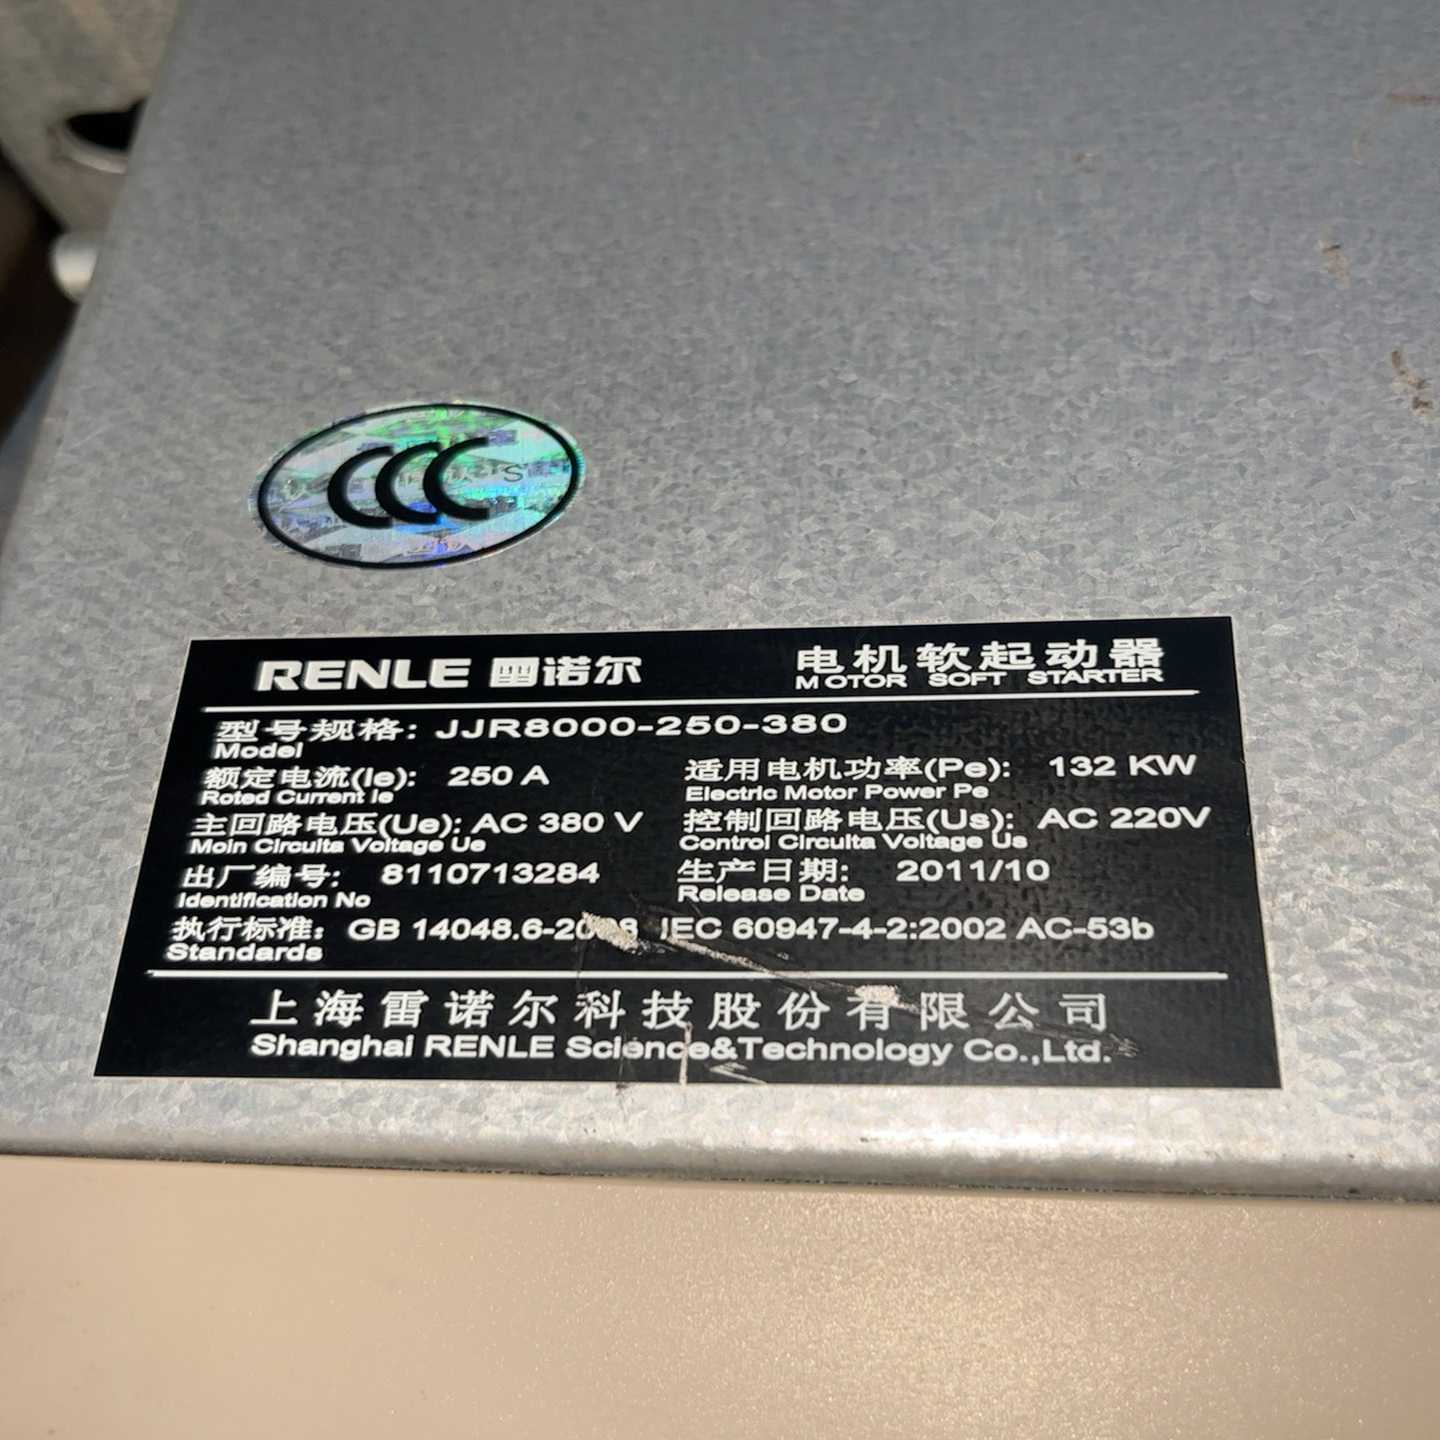 CCC S
RENLE 雷诺尔 电机软起动器
MOTOR SOFT STARTER
型号规格: JJR8000-250-380
Model
额定电流(Ie): 250 A 适用电机功率(Pe): 132 KW
Roted Current Ie Electric Motor Power Pe
主回路电压(Ue): AC 380 V 控制回路电压(Us): AC 220V
Moin Circuita Voltage Ue Control Circuita Voltage Us
出厂编号: 8110713284 生产日期: 2011/10
Identification No Release Date
执行标准: GB 14048.6- IEC 60947-4-2:2002 AC-53b
Standards
上海雷诺尔科技股份有限公司
Shanghai RENLE Science&Technology Co.,Ltd.